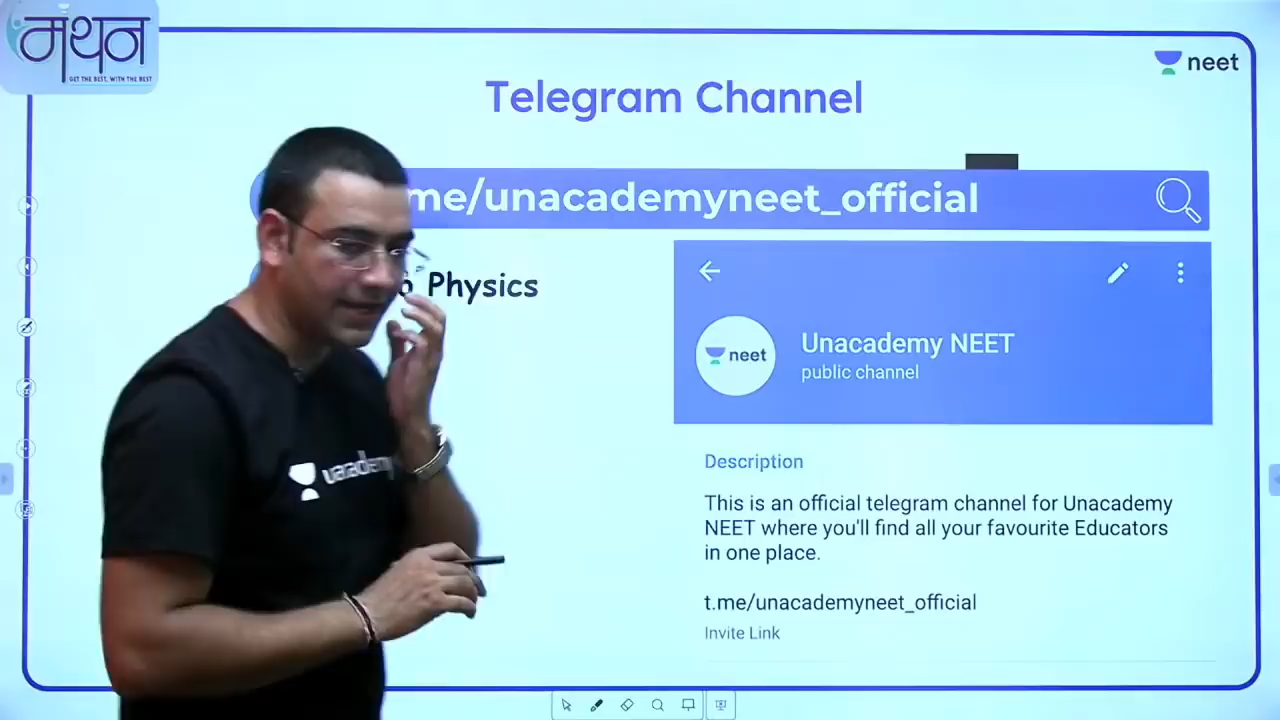 मंथन
GET THE BEST, WITH THE BEST
neet
Telegram Channel
me/unacademyneet_official
Physics
Unacademy NEET
neet
public channel
unacademy
Description
This is an official telegram channel for Unacademy
NEET where you'll find all your favourite Educators
in one place.
t.me/unacademyneet_official
Invite Link